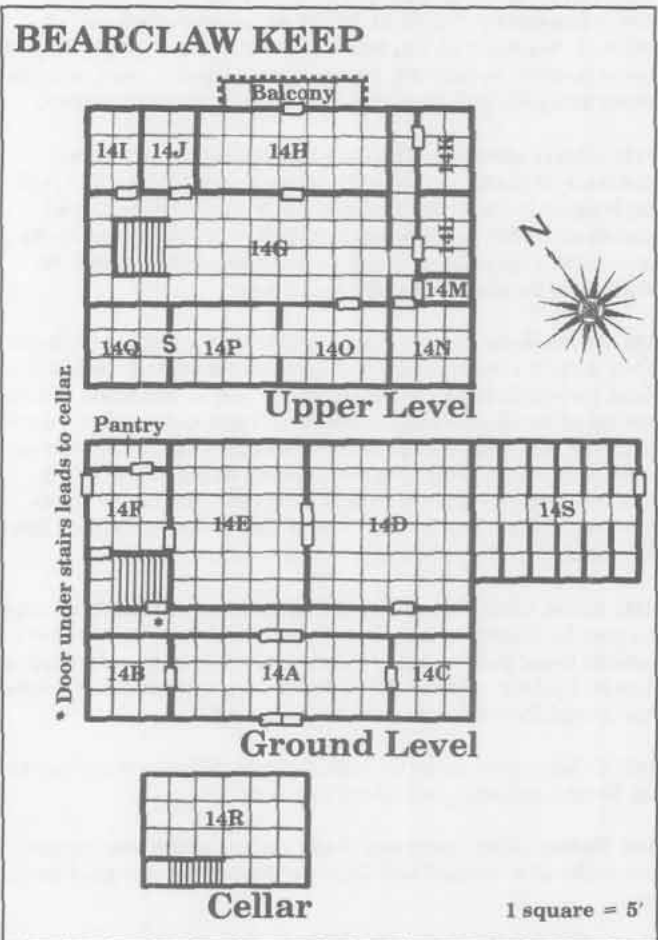 BEARCLAW KEEP
Balcony
14I 14J 14H 14K
14G 14L
14M
14Q S 14P 14O 14N
Upper Level
Pantry
14F 14E 14D 14S
*
14B 14A 14C
Ground Level
* Door under stairs leads to cellar.
14R
Cellar
N
1 square = 5'